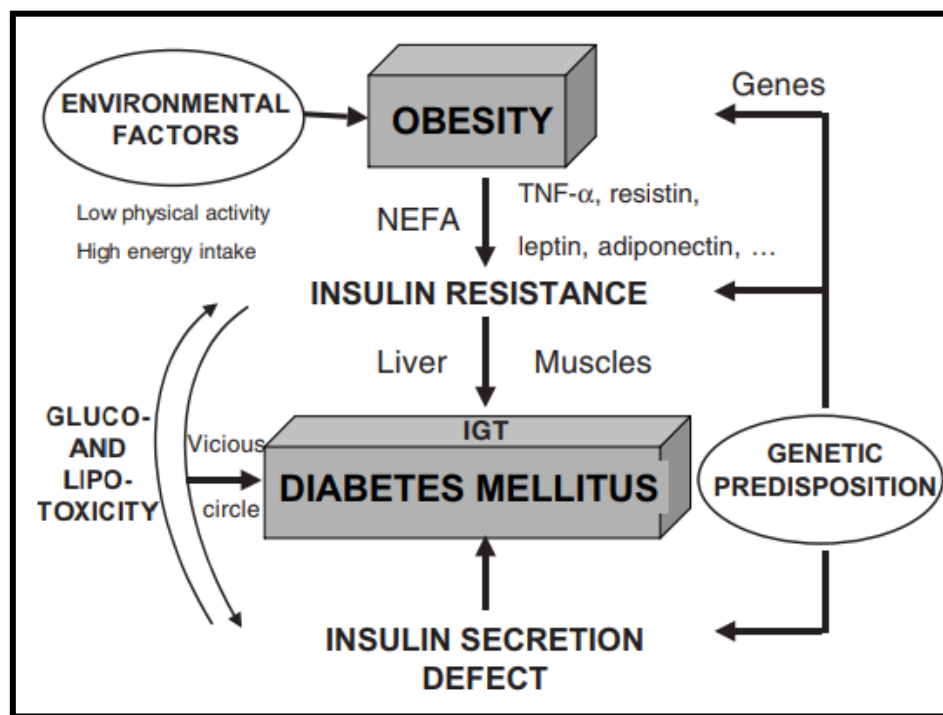 ENVIRONMENTAL
FACTORS
OBESITY
Genes
Low physical activity
High energy intake
NEFA
TNF-α, resistin,
leptin, adiponectin, ...
INSULIN RESISTANCE
Liver
Muscles
GLUCO-
AND
LIPO-
TOXICITY
Vicious
circle
IGT
DIABETES MELLITUS
GENETIC
PREDISPOSITION
INSULIN SECRETION
DEFECT